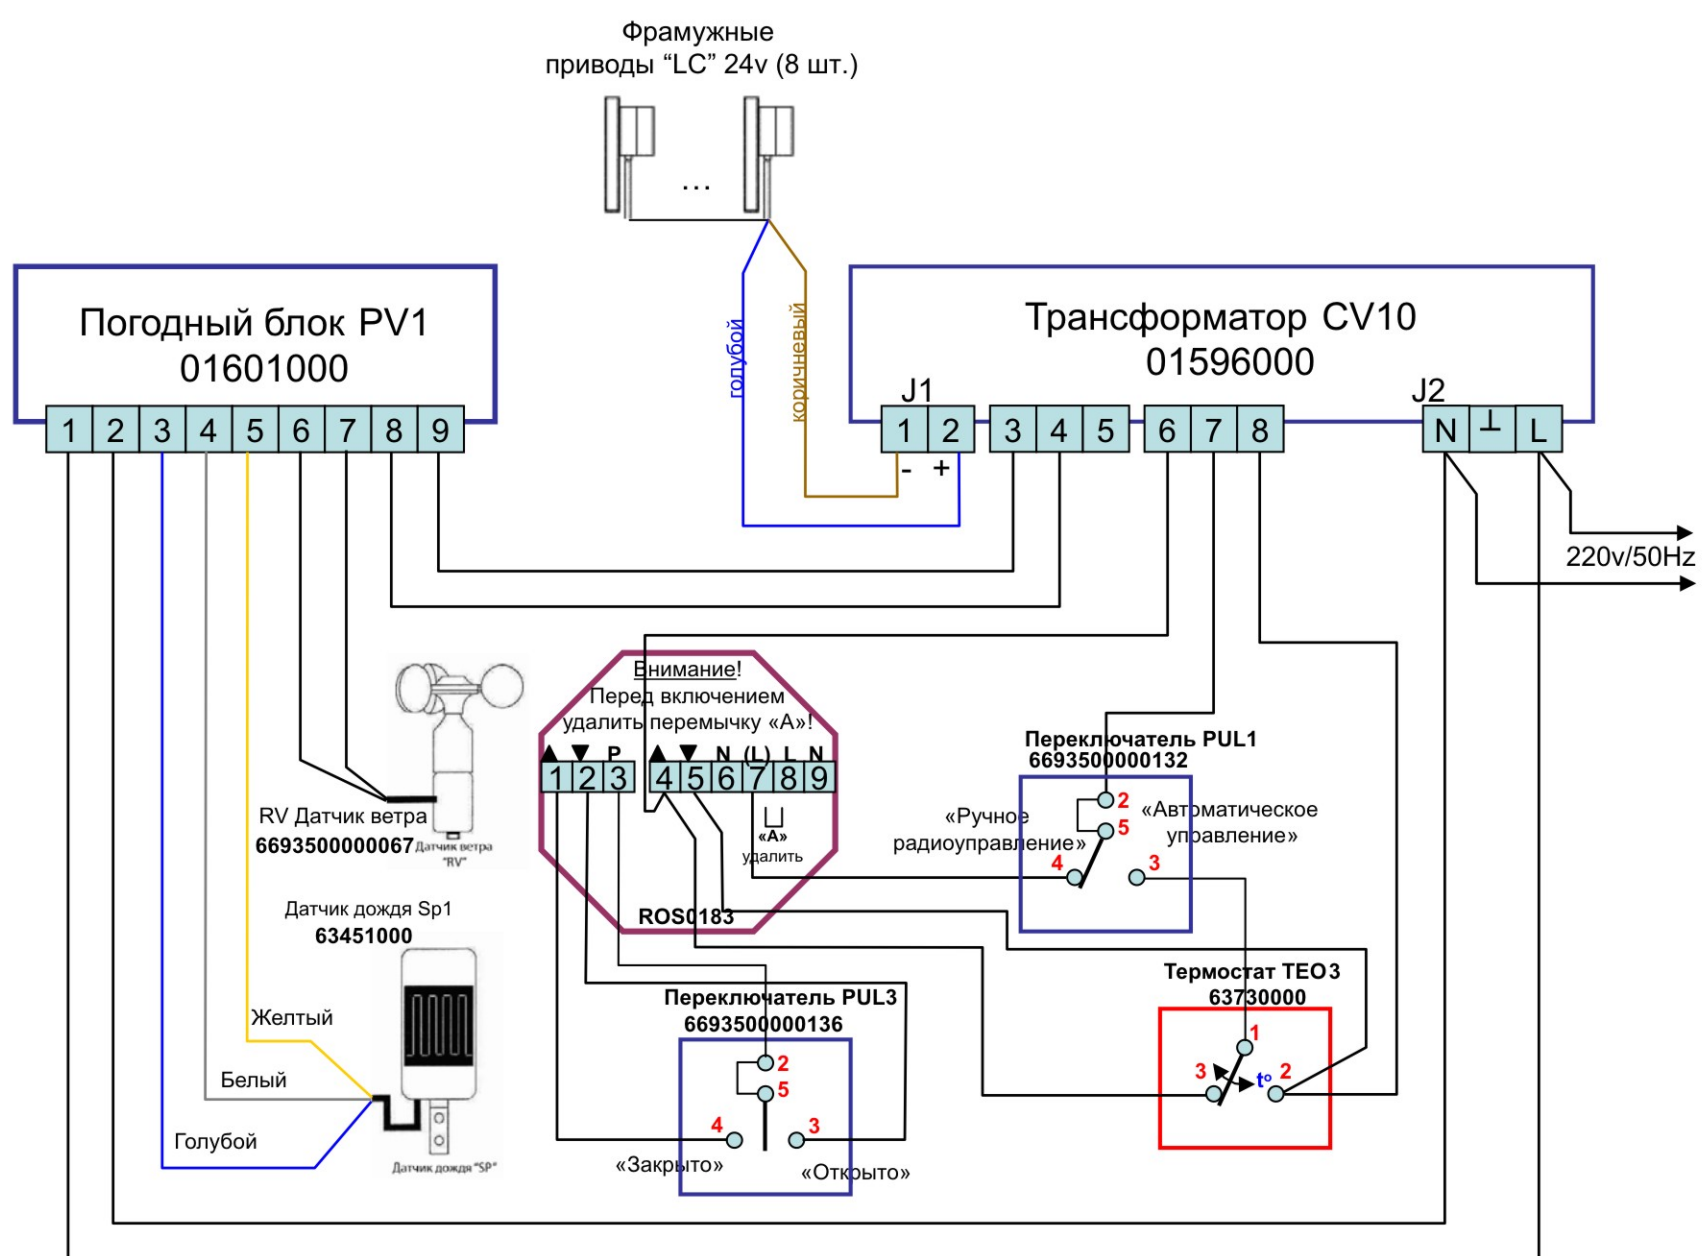 Фрамужные
приводы “LC” 24v (8 шт.)
...
голубой
коричневый
Погодный блок PV1
01601000
1 2 3 4 5 6 7 8 9
Трансформатор CV10
01596000
J1
J2
1 2 3 4 5 6 7 8 N ⊥ L
- +
220v/50Hz
Внимание!
Перед включением
удалить перемычку «А»!
▲ ▼ P ▲ ▼ N (L) L N
1 2 3 4 5 6 7 8 9
«А»
удалить
ROS0183
RV Датчик ветра
6693500000067
Датчик ветра
"RV"
Переключатель PUL1
6693500000132
2
5
4
3
«Ручное
радиоуправление»
«Автоматическое
управление»
Датчик дождя Sp1
63451000
Желтый
Белый
Голубой
Датчик дождя "SP"
Переключатель PUL3
6693500000136
2
5
4
3
«Закрыто»
«Открыто»
Термостат TEO3
63730000
1
3
tº
2